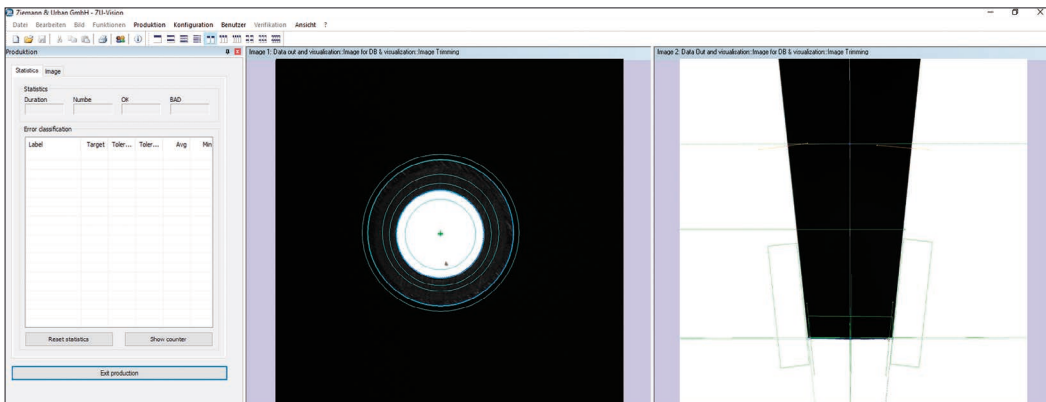 Ziemann & Urban GmbH - ZU-Vision
Datei Bearbeiten Bild Funktionen Produktion Konfiguration Benutzer Verifikation Ansicht ?
Produktion
Statistics Image
Statistics
Duration Numbe OK BAD
Error classification
Label Target Toler... Toler... Avg Min
Reset statistics Show counter
Exit production
Image 1: Data out and visualisation::Image for DB & visualization::Image Trimming
Image 2: Data Out and visualisation::Image for DB & visualization::Image Trimming